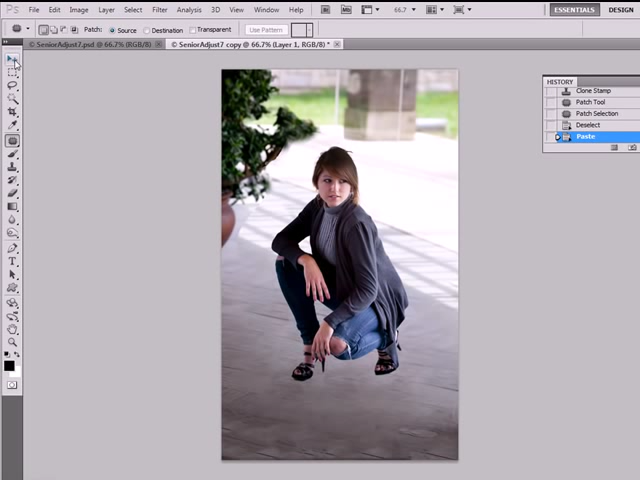 PS File Edit Image Layer Select Filter Analysis 3D View Window Help Mb 66.7 ESSENTIALS DESIGN
Patch: Source Destination Transparent Use Pattern
SeniorAdjust7.psd @ 66.7% (RGB/8) SeniorAdjust7 copy @ 66.7% (Layer 1, RGB/8) *
HISTORY
Clone Stamp
Patch Tool
Patch Selection
Deselect
Paste
T